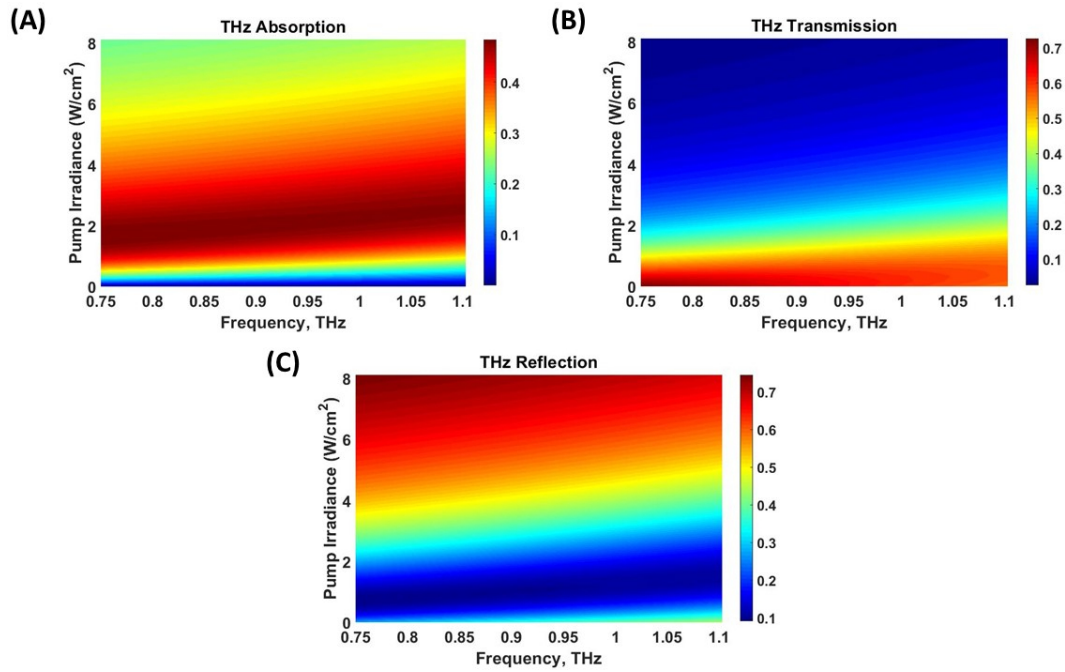 (A)
THz Absorption
Pump Irradiance (W/cm²)
8
6
4
2
0
0.75 0.8 0.85 0.9 0.95 1 1.05 1.1
Frequency, THz
0.4
0.3
0.2
0.1
(B)
THz Transmission
Pump Irradiance (W/cm²)
8
6
4
2
0
0.75 0.8 0.85 0.9 0.95 1 1.05 1.1
Frequency, THz
0.7
0.6
0.5
0.4
0.3
0.2
0.1
(C)
THz Reflection
Pump Irradiance (W/cm²)
8
6
4
2
0
0.75 0.8 0.85 0.9 0.95 1 1.05 1.1
Frequency, THz
0.7
0.6
0.5
0.4
0.3
0.2
0.1